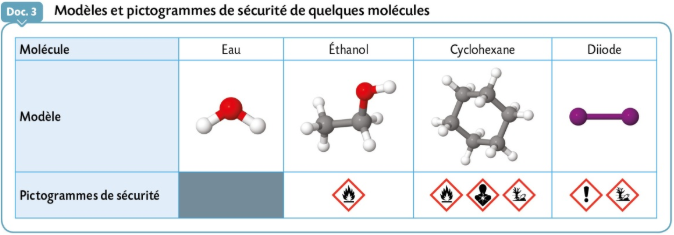 Doc. 3 Modèles et pictogrammes de sécurité de quelques molécules
Molécule Eau Éthanol Cyclohexane Diiode
Modèle
Pictogrammes de sécurité